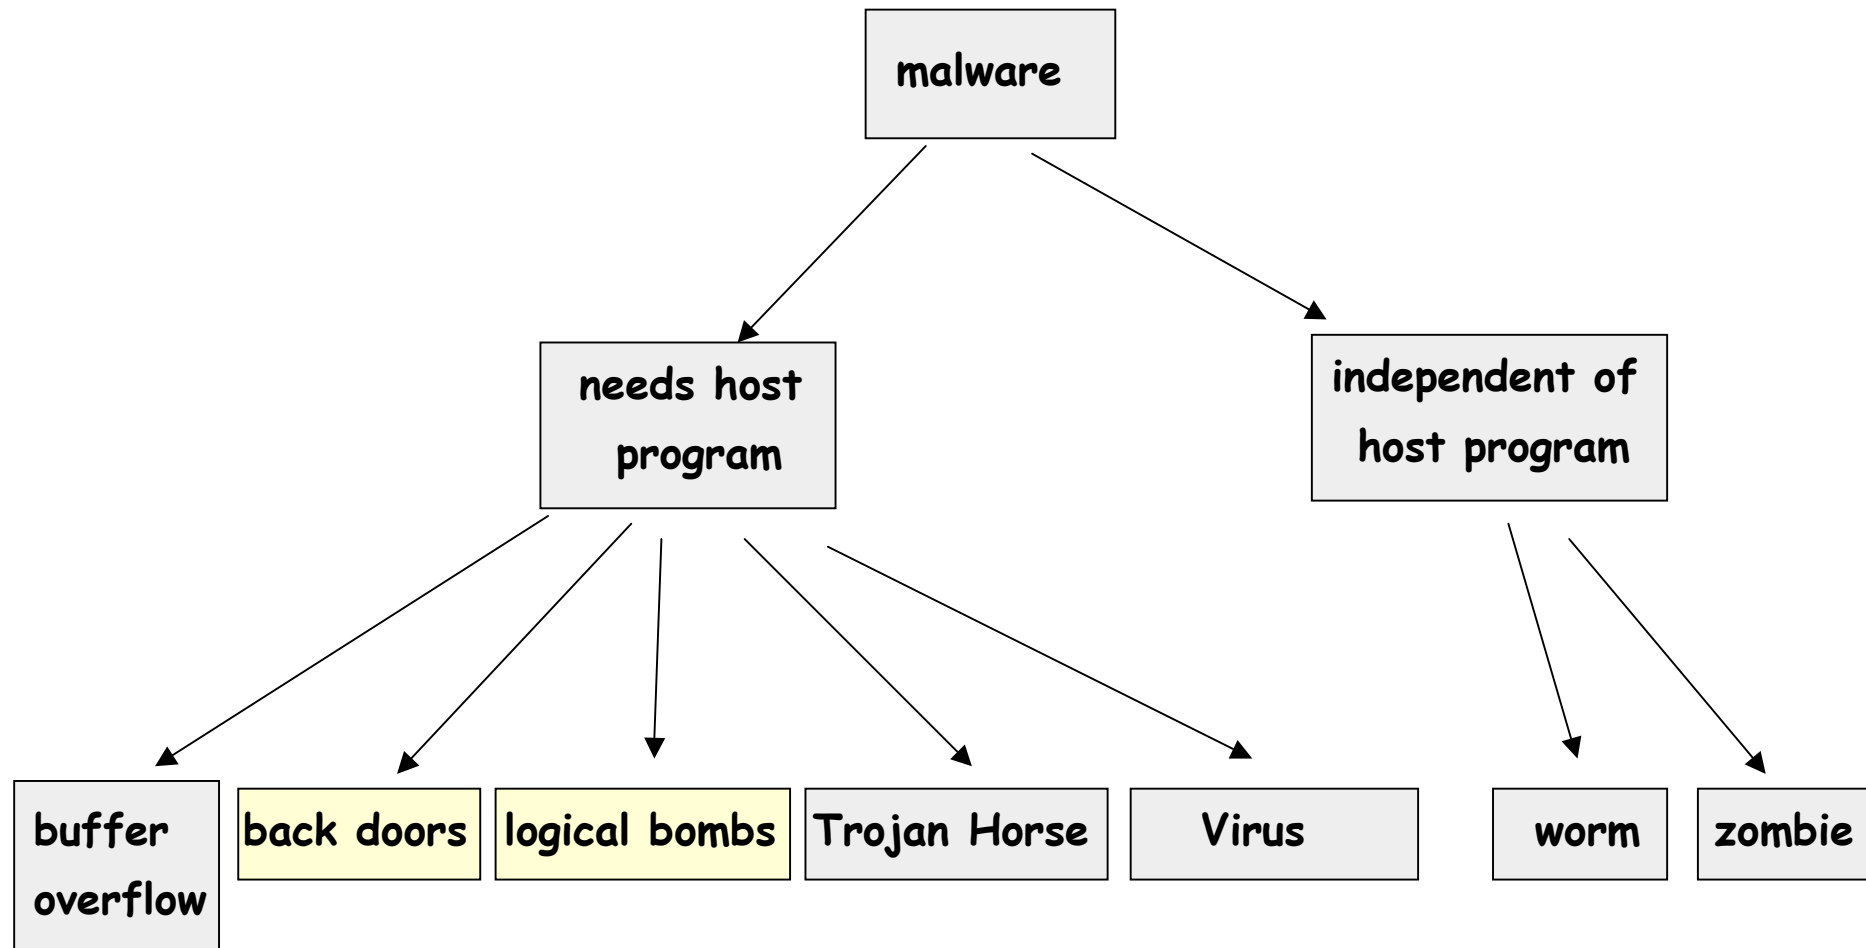 malware
needs host
program
independent of
host program
buffer
overflow
back doors
logical bombs
Trojan Horse
Virus
worm
zombie